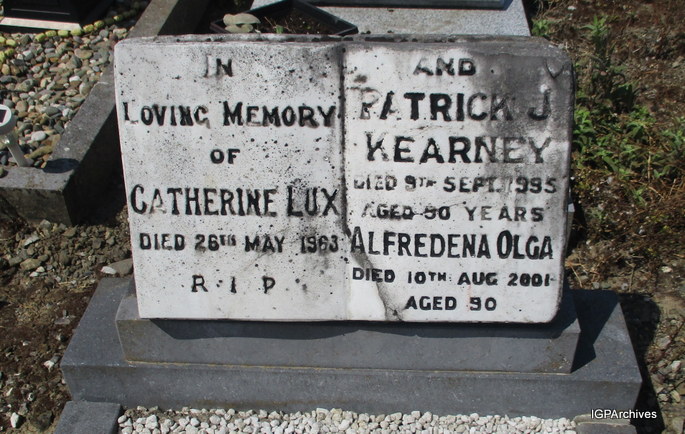 IN
LOVING MEMORY
OF
CATHERINE LUX
DIED 26TH MAY 1963
R.I.P.
AND
PATRICK J
KEARNEY
DIED 9TH SEPT. 1995
AGED 90 YEARS
ALFREDENA OLGA
DIED 10TH AUG 2001
AGED 90
IGPArchives